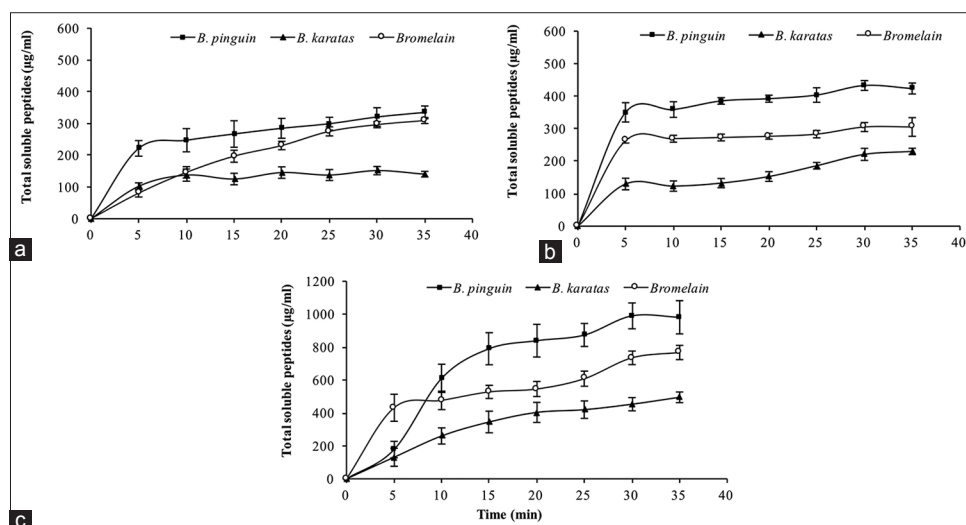 Total soluble peptides (µg/ml)
B. pinguin B. karatas Bromelain
600
500
400
300
200
100
0
0 5 10 15 20 25 30 35 40
a
Total soluble peptides (µg/ml)
B. pinguin B. karatas Bromelain
600
500
400
300
200
100
0
0 5 10 15 20 25 30 35 40
b
Total soluble peptides (µg/ml)
B. pinguin B. karatas Bromelain
1200
1000
800
600
400
200
0
0 5 10 15 20 25 30 35 40
Time (min)
c